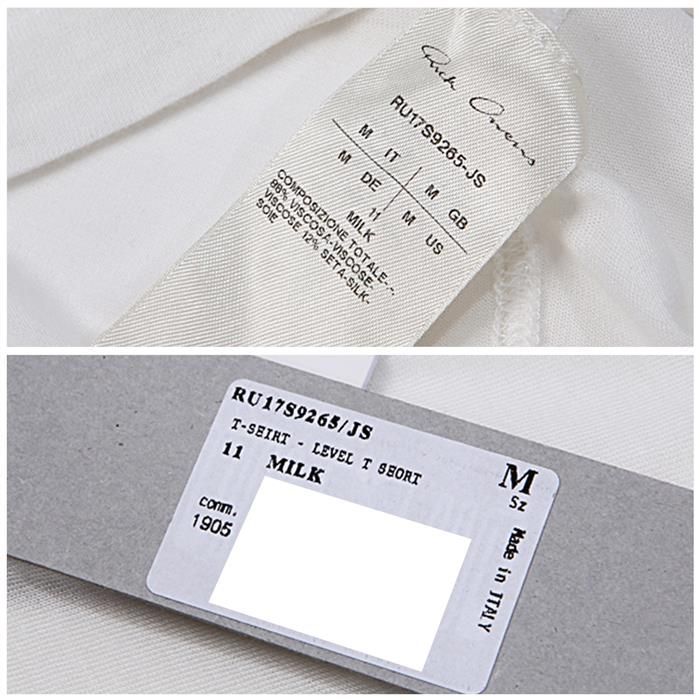 Rick Owens
RU17S9265-JS
M IT M GB
M DE M US
11
MILK
COMPOSIZIONE TOTALE-.-.
98% VISCOSA-VISCOSE-
VISCOSE 12% SETA-SILK-
SOIE
RU17S9265/JS
T-SHIRT - LEVEL T SHORT
11 MILK
M
Sz
comm.
1905
Made in ITALY